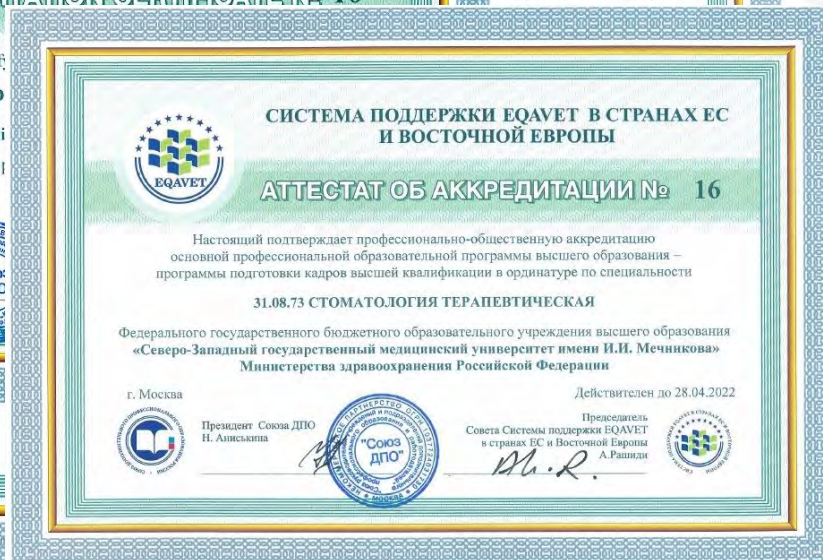 EQAVET
СИСТЕМА ПОДДЕРЖКИ EQAVET В СТРАНАХ ЕС
И ВОСТОЧНОЙ ЕВРОПЫ
АТТЕСТАТ ОБ АККРЕДИТАЦИИ № 16
Настоящий подтверждает профессионально-общественную аккредитацию
основной профессиональной образовательной программы высшего образования –
программы подготовки кадров высшей квалификации в ординатуре по специальности
31.08.73 СТОМАТОЛОГИЯ ТЕРАПЕВТИЧЕСКАЯ
Федерального государственного бюджетного образовательного учреждения высшего образования
«Северо-Западный государственный медицинский университет имени И.И. Мечникова»
Министерства здравоохранения Российской Федерации
г. Москва
Действителен до 28.04.2022
Президент Союза ДПО
Н. Аниськина
"Союз
ДПО"
МОСКВА
Председатель
Совета Системы поддержки EQAVET
в странах ЕС и Восточной Европы
А.Рашиди